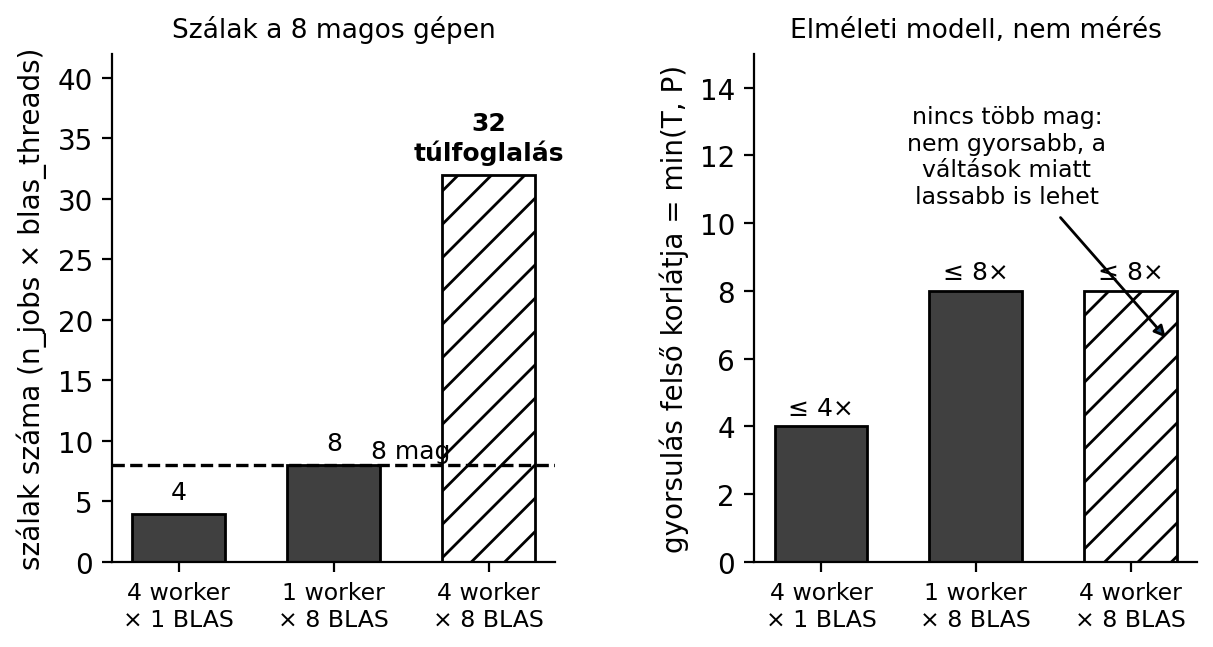 Szálak a 8 magos gépen
szálak száma (n_jobs × blas_threads)
40
35
30
25
20
15
10
5
0
32
túlfoglalás
8
8 mag
4
4 worker
× 1 BLAS
1 worker
× 8 BLAS
4 worker
× 8 BLAS
Elméleti modell, nem mérés
gyorsulás felső korlátja = min(T, P)
14
12
10
8
6
4
2
0
nincs több mag:
nem gyorsabb, a
váltások miatt
lassabb is lehet
≤ 4×
≤ 8×
≤ 8×
4 worker
× 1 BLAS
1 worker
× 8 BLAS
4 worker
× 8 BLAS